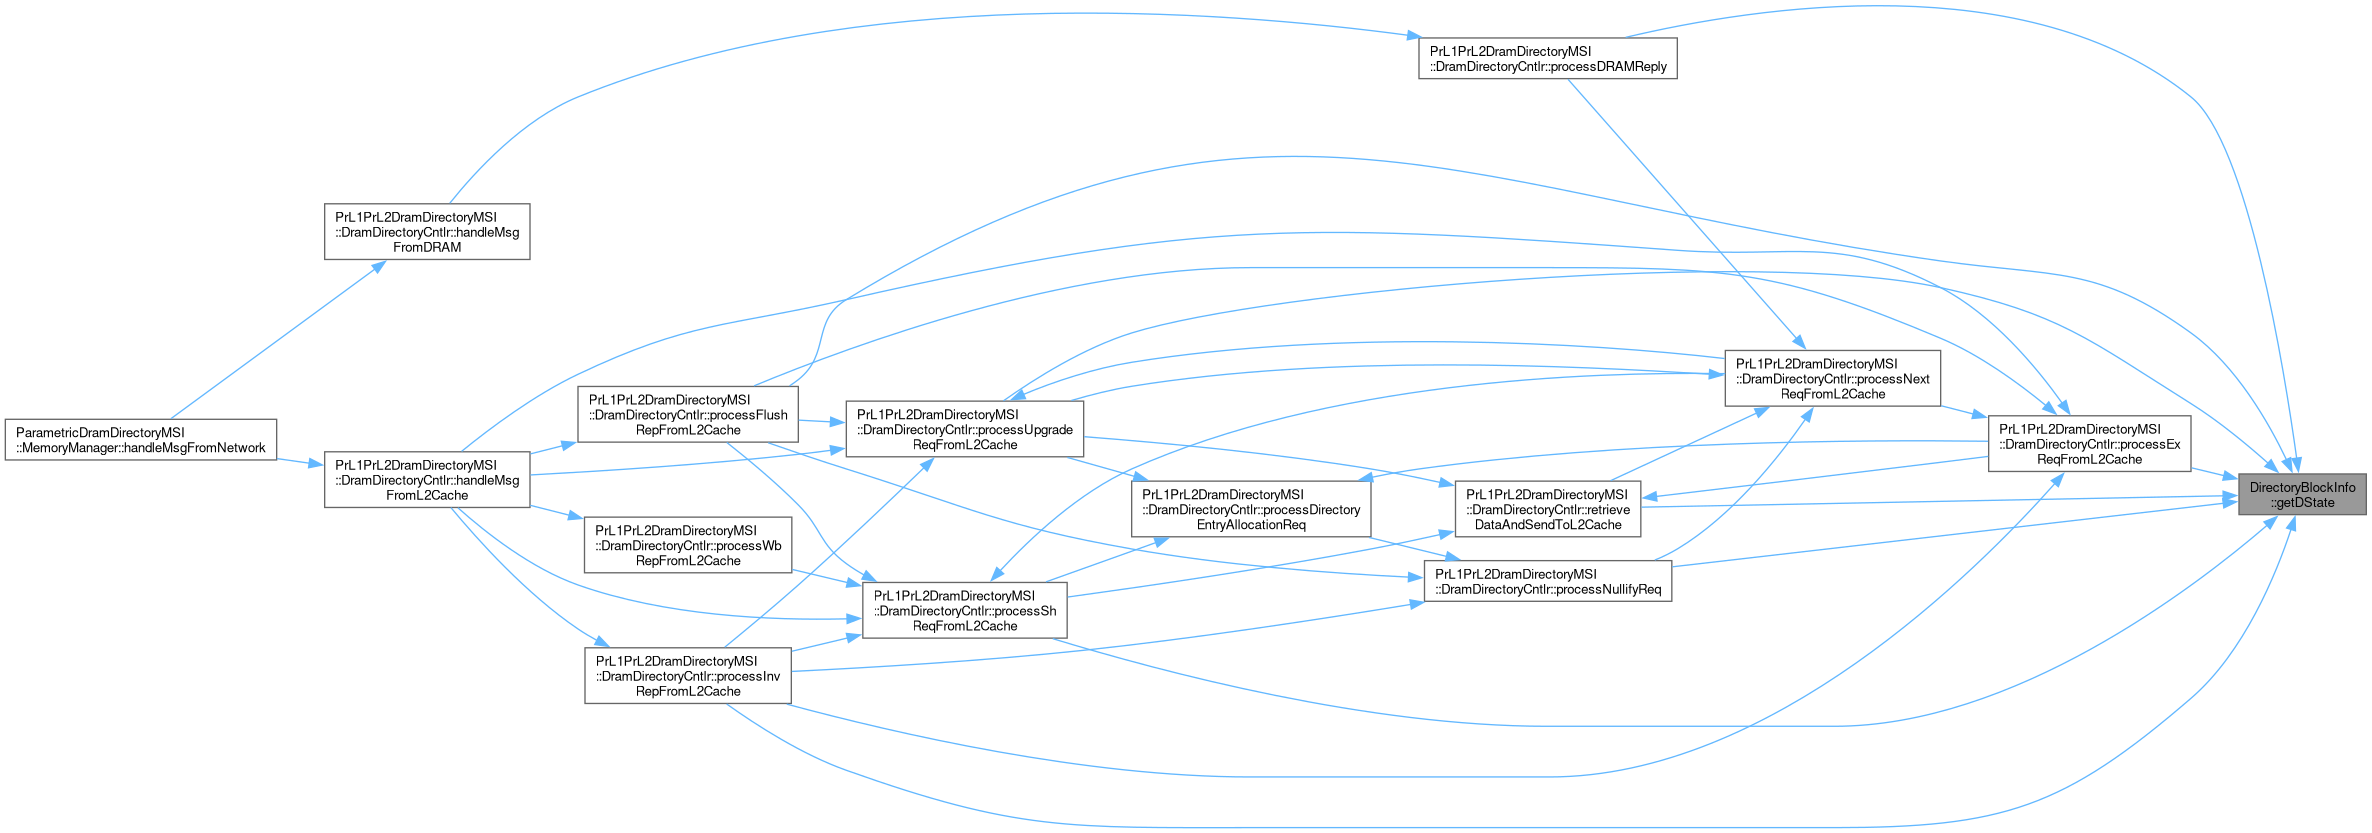 PrL1PrL2DramDirectoryMSI
::DramDirectoryCntlr::processDRAMReply
PrL1PrL2DramDirectoryMSI
::DramDirectoryCntlr::handleMsg
FromDRAM
ParametricDramDirectoryMSI
::MemoryManager::handleMsgFromNetwork
PrL1PrL2DramDirectoryMSI
::DramDirectoryCntlr::handleMsg
FromL2Cache
PrL1PrL2DramDirectoryMSI
::DramDirectoryCntlr::processFlush
RepFromL2Cache
PrL1PrL2DramDirectoryMSI
::DramDirectoryCntlr::processWb
RepFromL2Cache
PrL1PrL2DramDirectoryMSI
::DramDirectoryCntlr::processInv
RepFromL2Cache
PrL1PrL2DramDirectoryMSI
::DramDirectoryCntlr::processUpgrade
ReqFromL2Cache
PrL1PrL2DramDirectoryMSI
::DramDirectoryCntlr::processSh
ReqFromL2Cache
PrL1PrL2DramDirectoryMSI
::DramDirectoryCntlr::processDirectory
EntryAllocationReq
PrL1PrL2DramDirectoryMSI
::DramDirectoryCntlr::retrieve
DataAndSendToL2Cache
PrL1PrL2DramDirectoryMSI
::DramDirectoryCntlr::processNullifyReq
PrL1PrL2DramDirectoryMSI
::DramDirectoryCntlr::processNext
ReqFromL2Cache
PrL1PrL2DramDirectoryMSI
::DramDirectoryCntlr::processEx
ReqFromL2Cache
DirectoryBlockInfo
::getDState